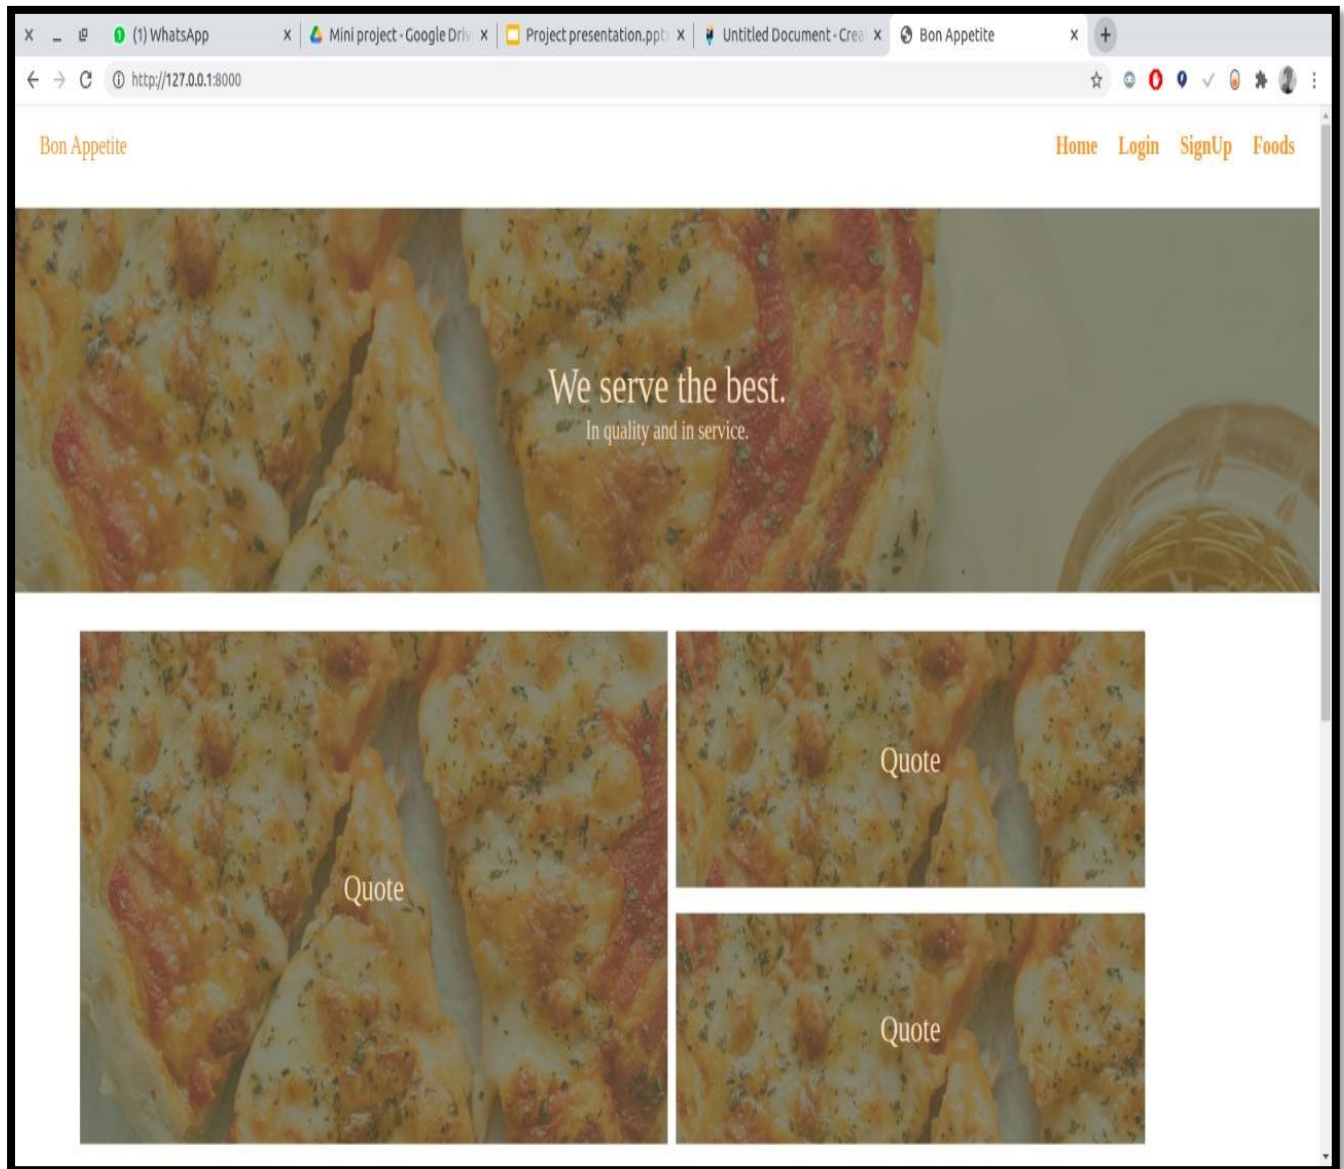 (1) WhatsApp
Mini project - Google Driv
Project presentation.ppt
Untitled Document - Crea
Bon Appetite
http://127.0.0.1:8000
Bon Appetite
Home Login SignUp Foods
We serve the best.
In quality and in service.
Quote
Quote
Quote